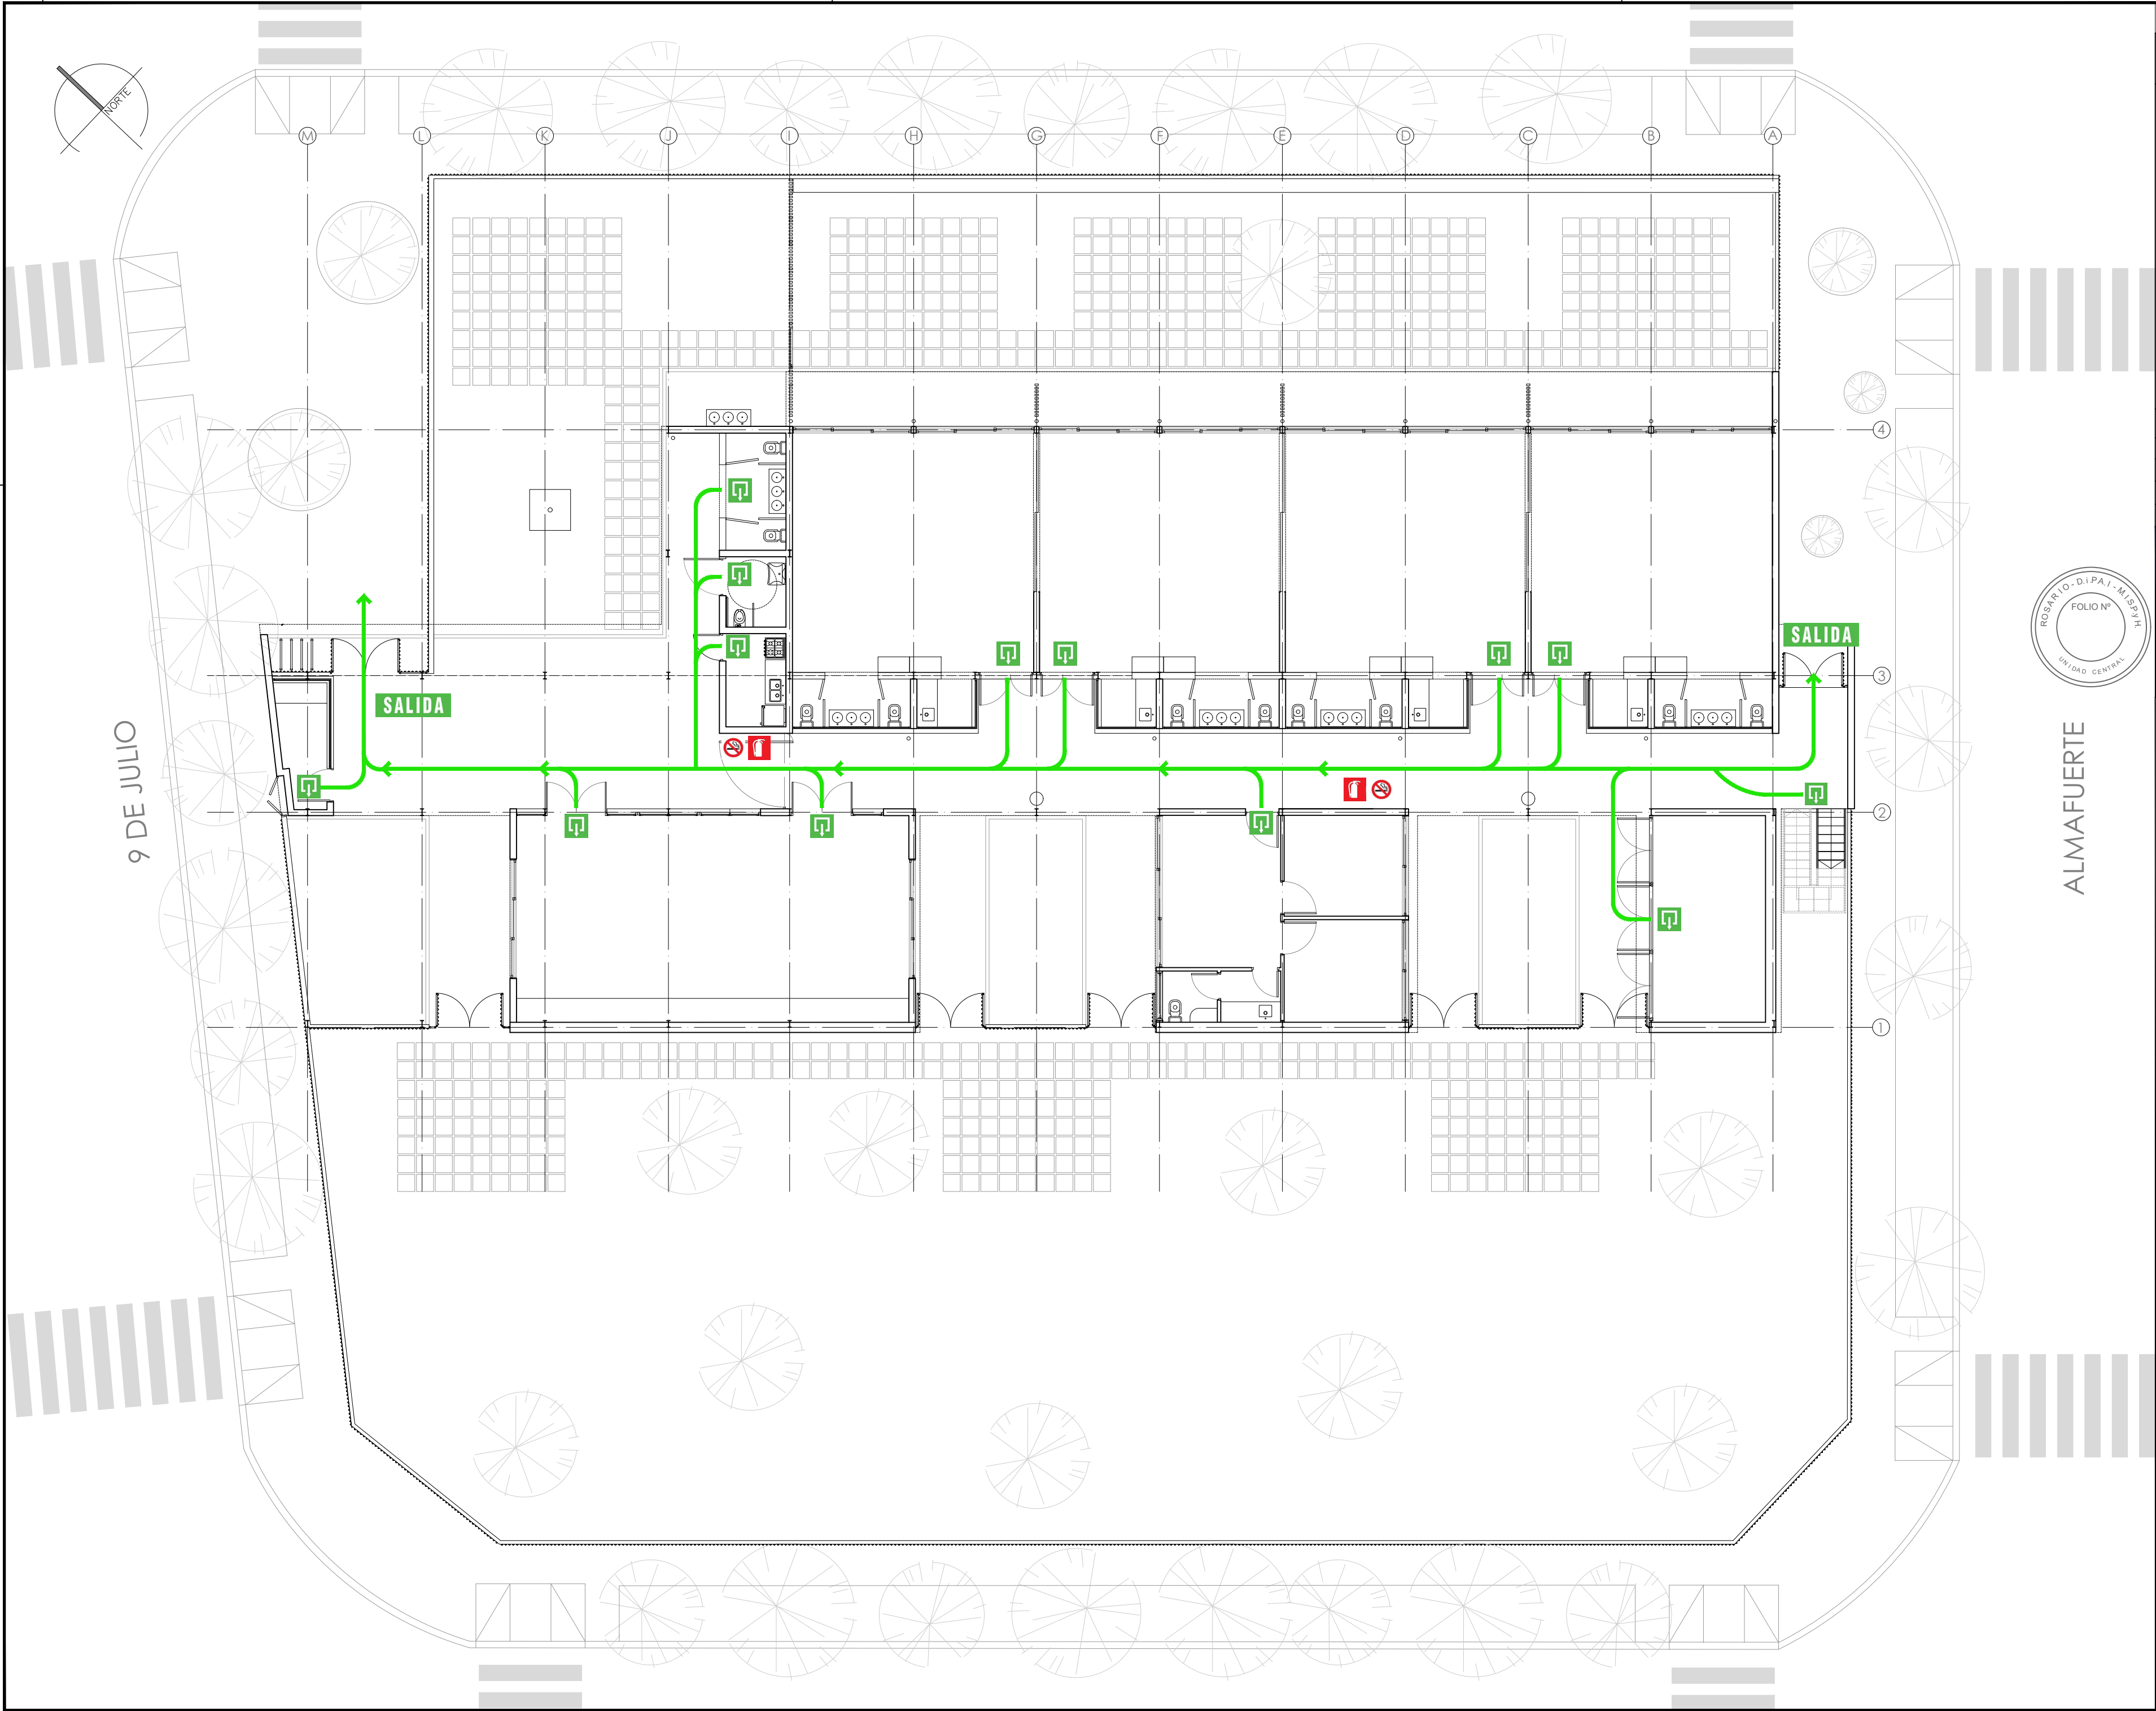 NORTE
M L K J I H G F E D C B A
4
ROSARIO - D.i.P.A.I - M.I.S.P.y H.
FOLIO Nº
UNIDAD CENTRAL
SALIDA
3
SALIDA
9 DE JULIO
ALMAFUERTE
2
1